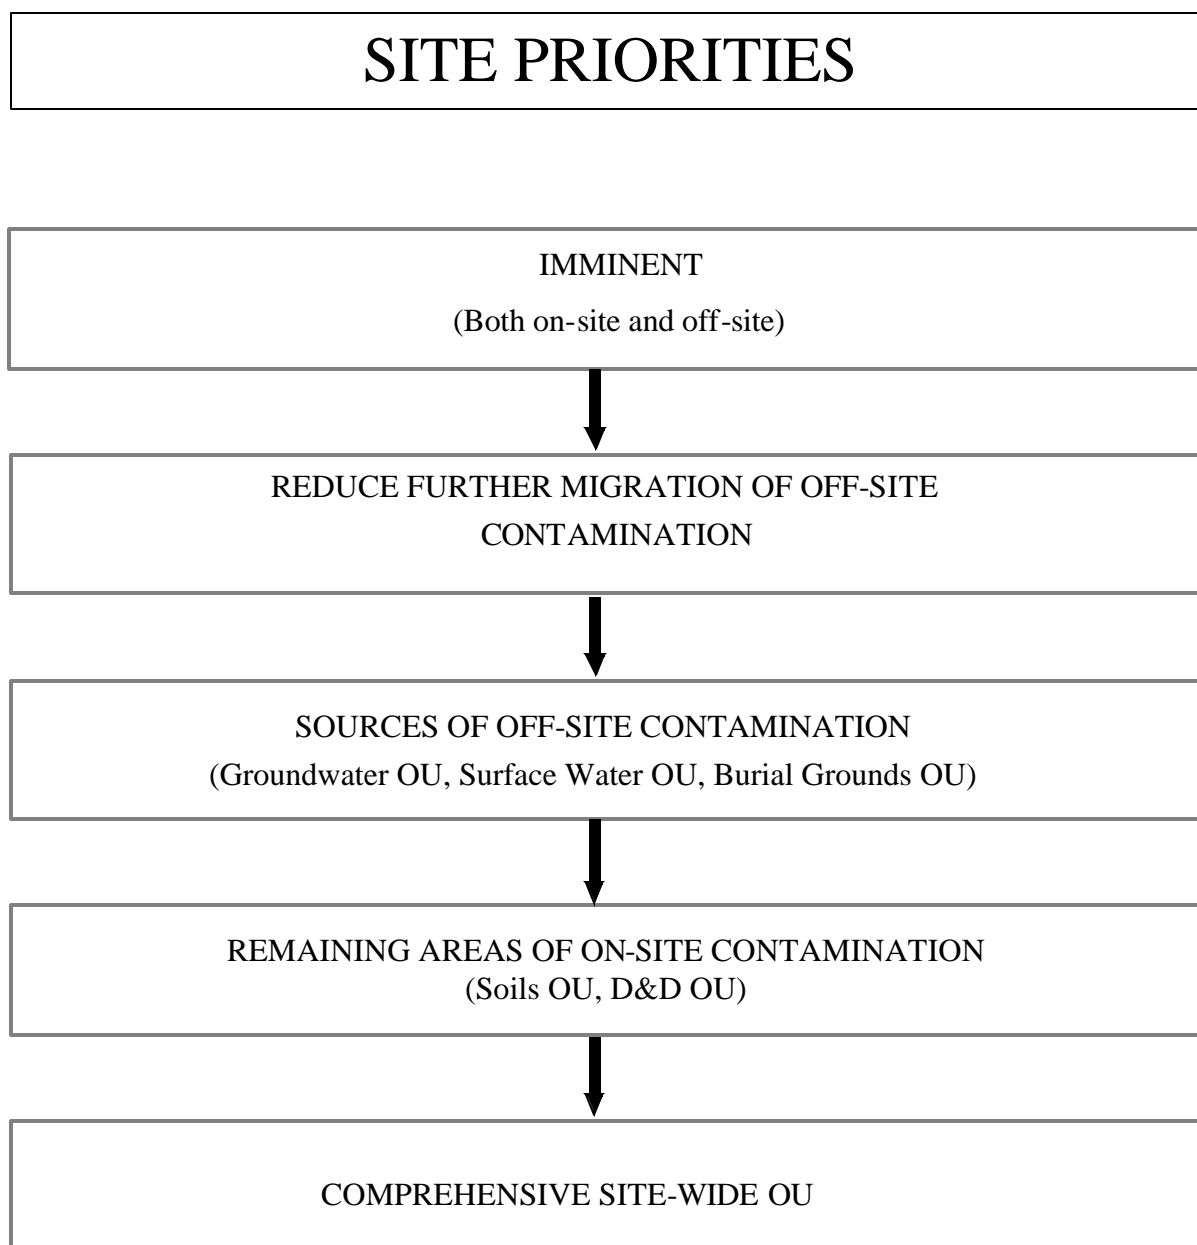 SITE PRIORITIES
IMMINENT
(Both on-site and off-site)
REDUCE FURTHER MIGRATION OF OFF-SITE
CONTAMINATION
SOURCES OF OFF-SITE CONTAMINATION
(Groundwater OU, Surface Water OU, Burial Grounds OU)
REMAINING AREAS OF ON-SITE CONTAMINATION
(Soils OU, D&D OU)
COMPREHENSIVE SITE-WIDE OU